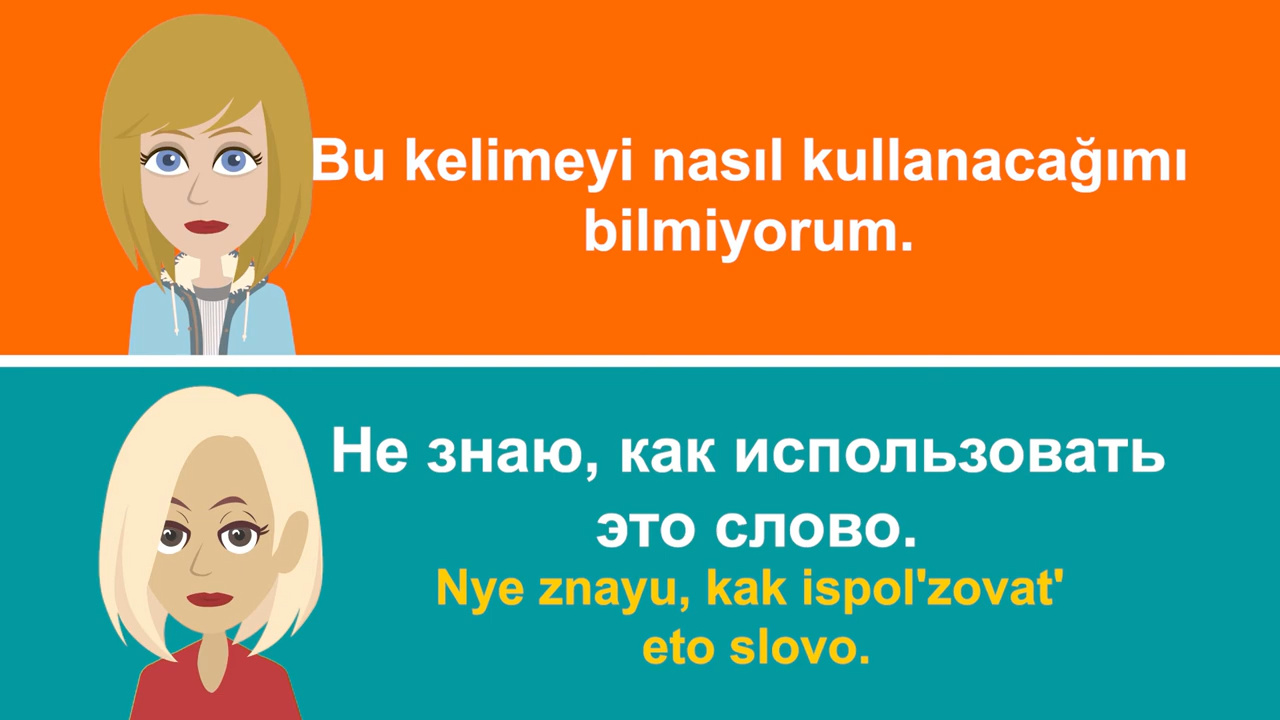 Bu kelimeyi nasıl kullanacağımı
bilmiyorum.
Не знаю, как использовать
это слово.
Nye znayu, kak ispol'zovat'
eto slovo.